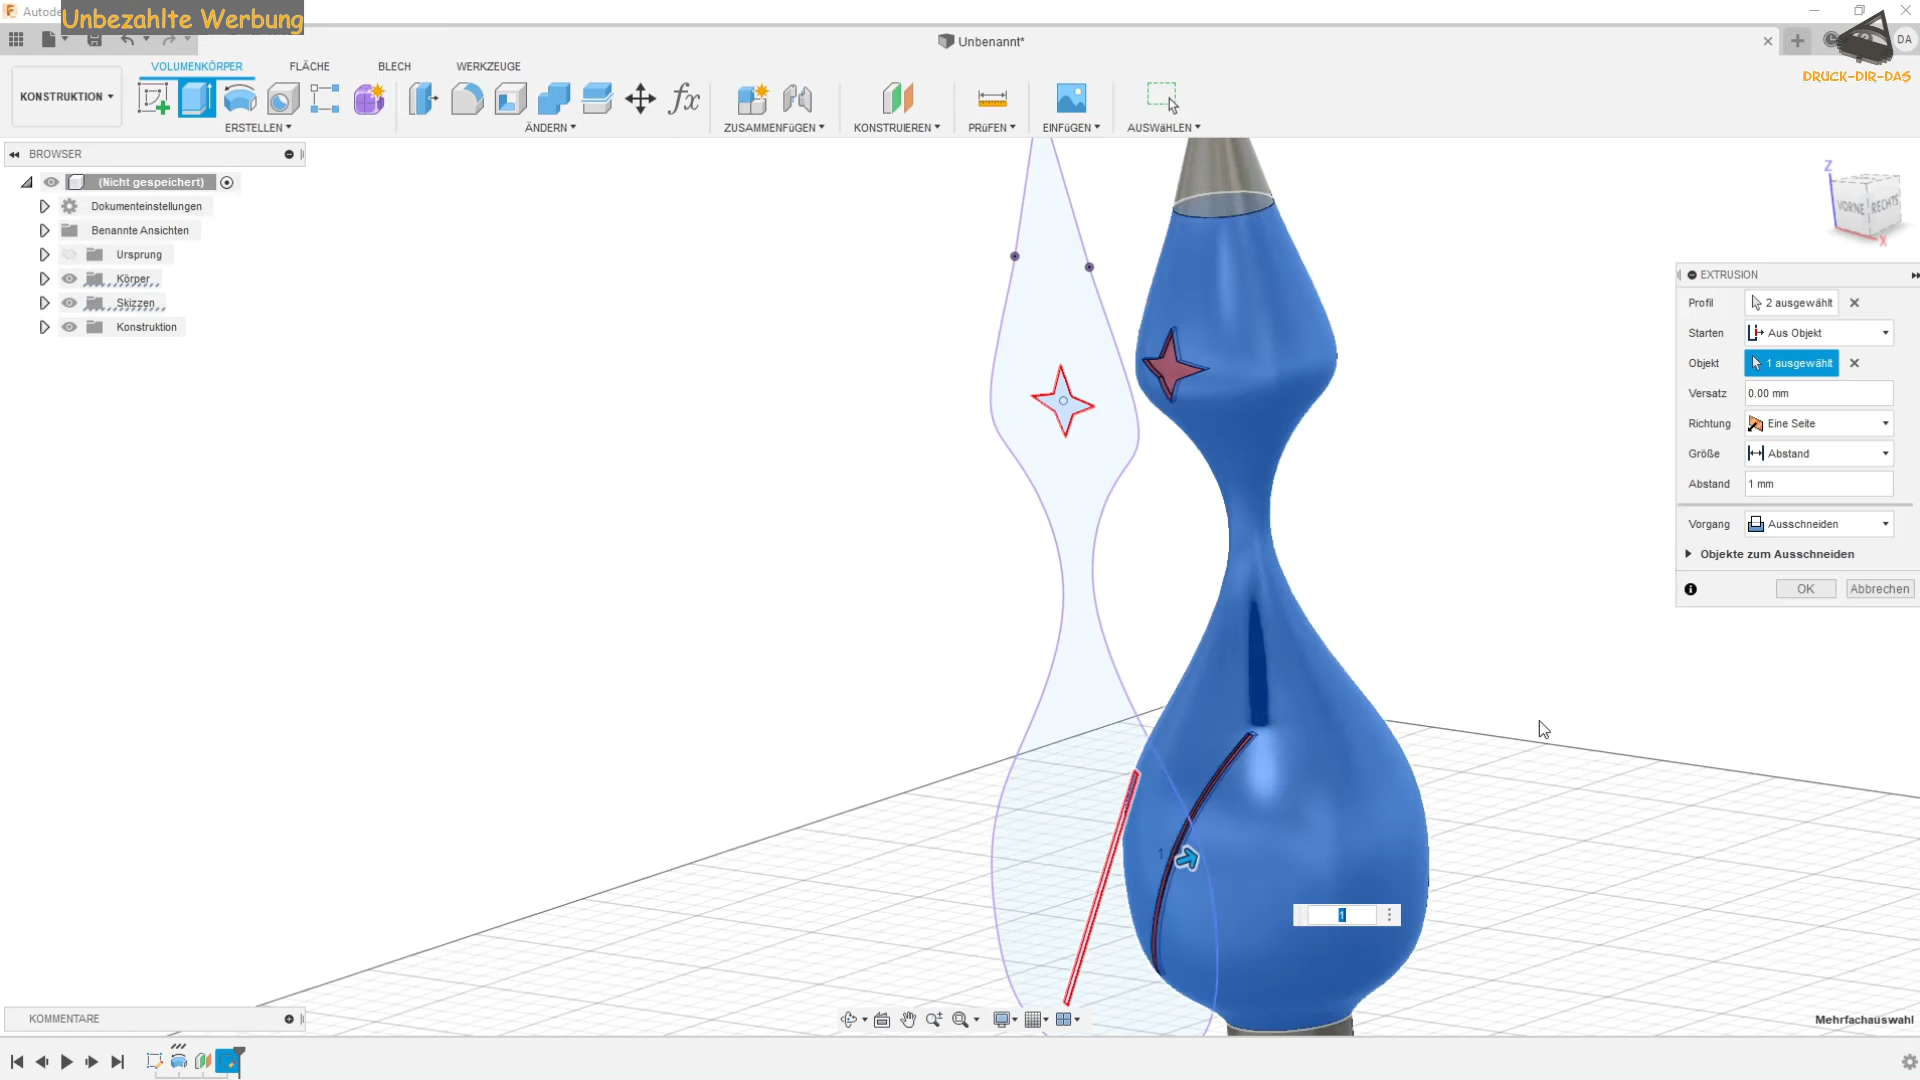 Autode
Unbezahlte Werbung
Unbenannt*
DA
DRUCK-DIR-DAS
KONSTRUKTION
VOLUMENKÖRPER
FLÄCHE
BLECH
WERKZEUGE
fx
ERSTELLEN
ÄNDERN
ZUSAMMENFüGEN
KONSTRUIEREN
PRüFEN
EINFüGEN
AUSWäHLEN
BROWSER
(Nicht gespeichert)
Dokumenteinstellungen
Benannte Ansichten
Ursprung
Körper
Skizzen
Konstruktion
Z
VORNE
RECHTS
X
EXTRUSION
Profil
2 ausgewählt
Starten
Aus Objekt
Objekt
1 ausgewählt
Versatz
0.00 mm
Richtung
Eine Seite
Größe
Abstand
Abstand
1 mm
Vorgang
Ausschneiden
Objekte zum Ausschneiden
OK
Abbrechen
1
KOMMENTARE
Mehrfachauswahl